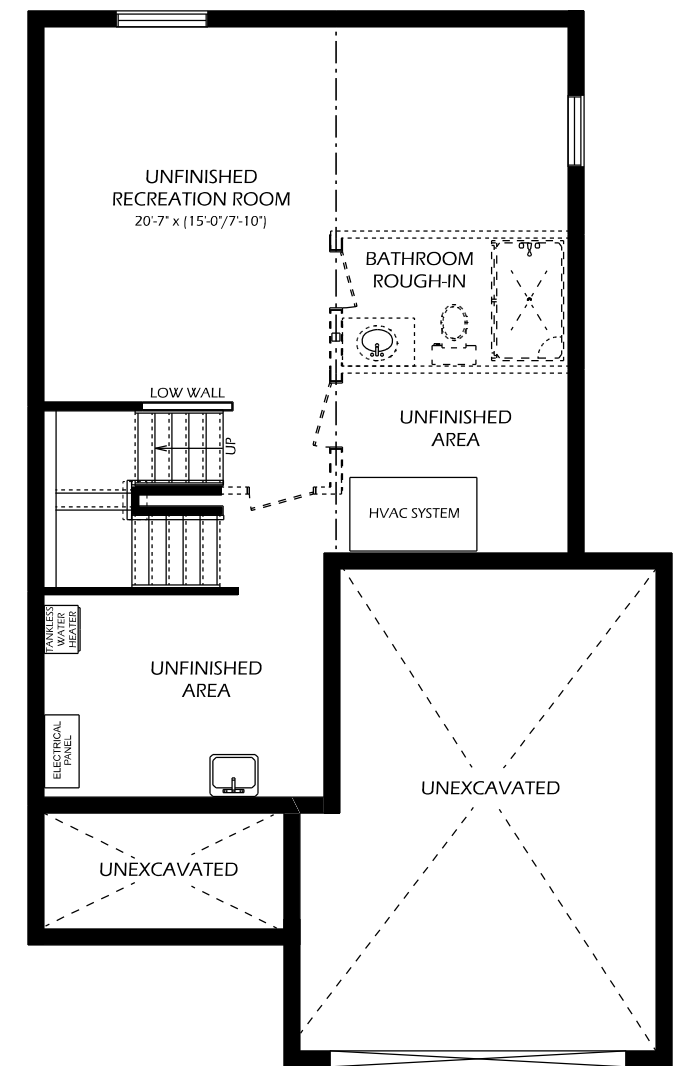 UNFINISHED
RECREATION ROOM
20'-7" x (15'-0"/7'-10")
BATHROOM
ROUGH-IN
LOW WALL
UP
UNFINISHED
AREA
HVAC SYSTEM
TANKLESS
WATER
HEATER
UNFINISHED
AREA
ELECTRICAL
PANEL
UNEXCAVATED
UNEXCAVATED